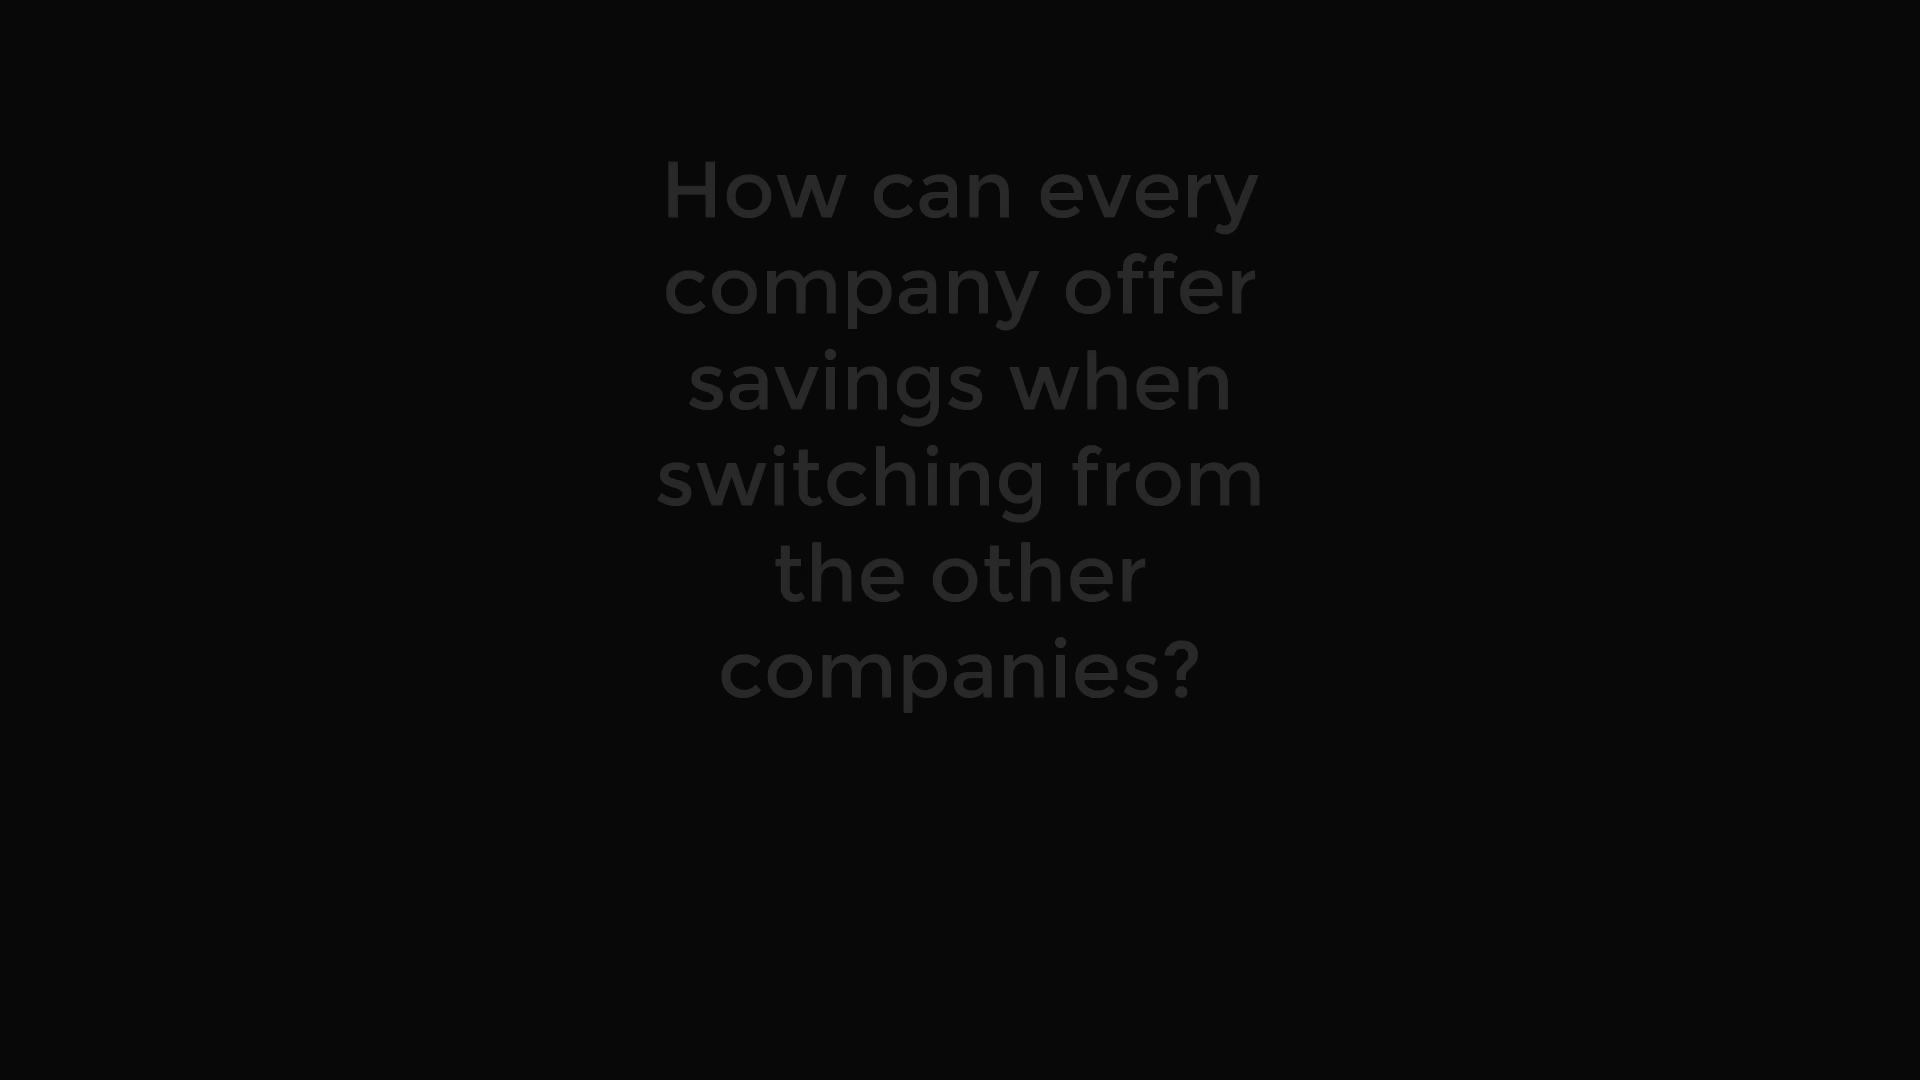 How can every
company offer
savings when
switching from
the other
companies?